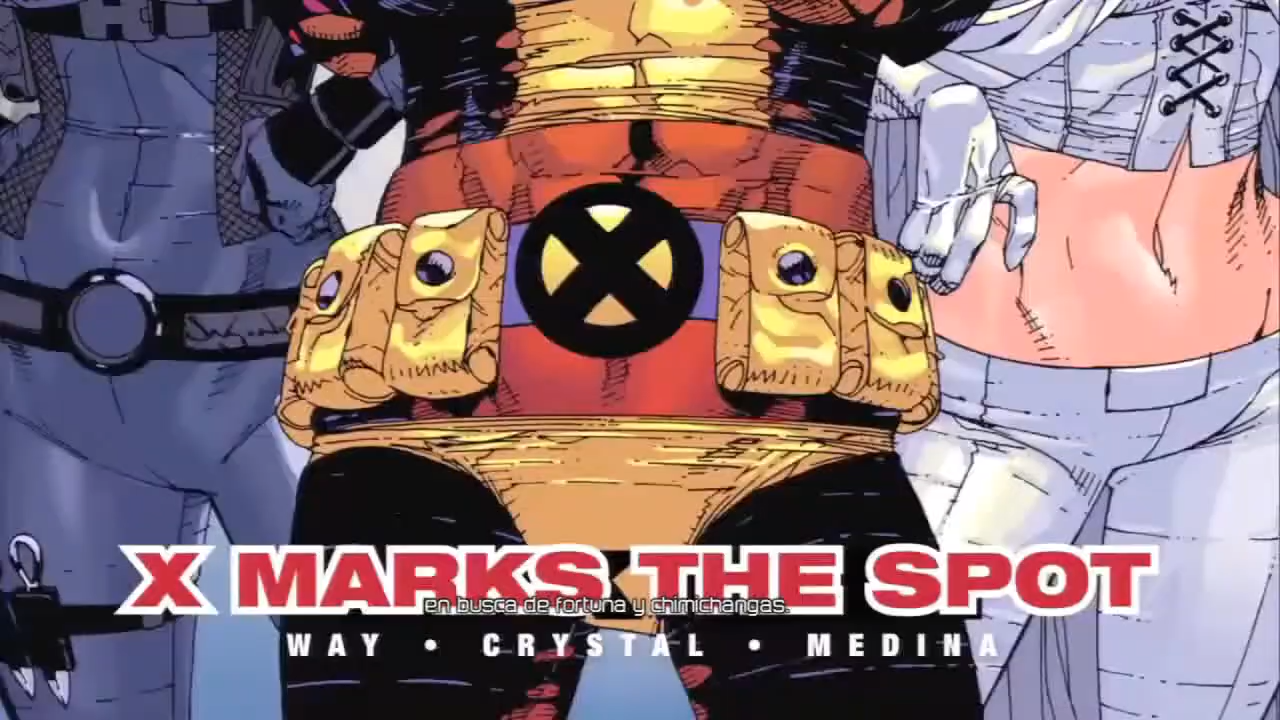 X MARKS THE SPOT
en busca de fortuna y chimichangas.
WAY • CRYSTAL • MEDINA